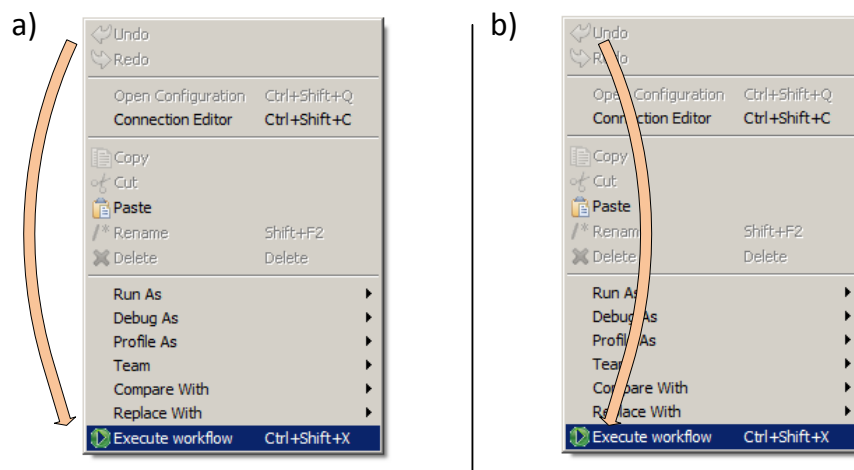 a)
Undo
Redo
Open Configuration Ctrl+Shift+Q
Connection Editor Ctrl+Shift+C
Copy
Cut
Paste
Rename Shift+F2
Delete Delete
Run As
Debug As
Profile As
Team
Compare With
Replace With
Execute workflow Ctrl+Shift+X
b)
Undo
Redo
Open Configuration Ctrl+Shift+Q
Connection Editor Ctrl+Shift+C
Copy
Cut
Paste
Rename Shift+F2
Delete Delete
Run As
Debug As
Profile As
Team
Compare With
Replace With
Execute workflow Ctrl+Shift+X